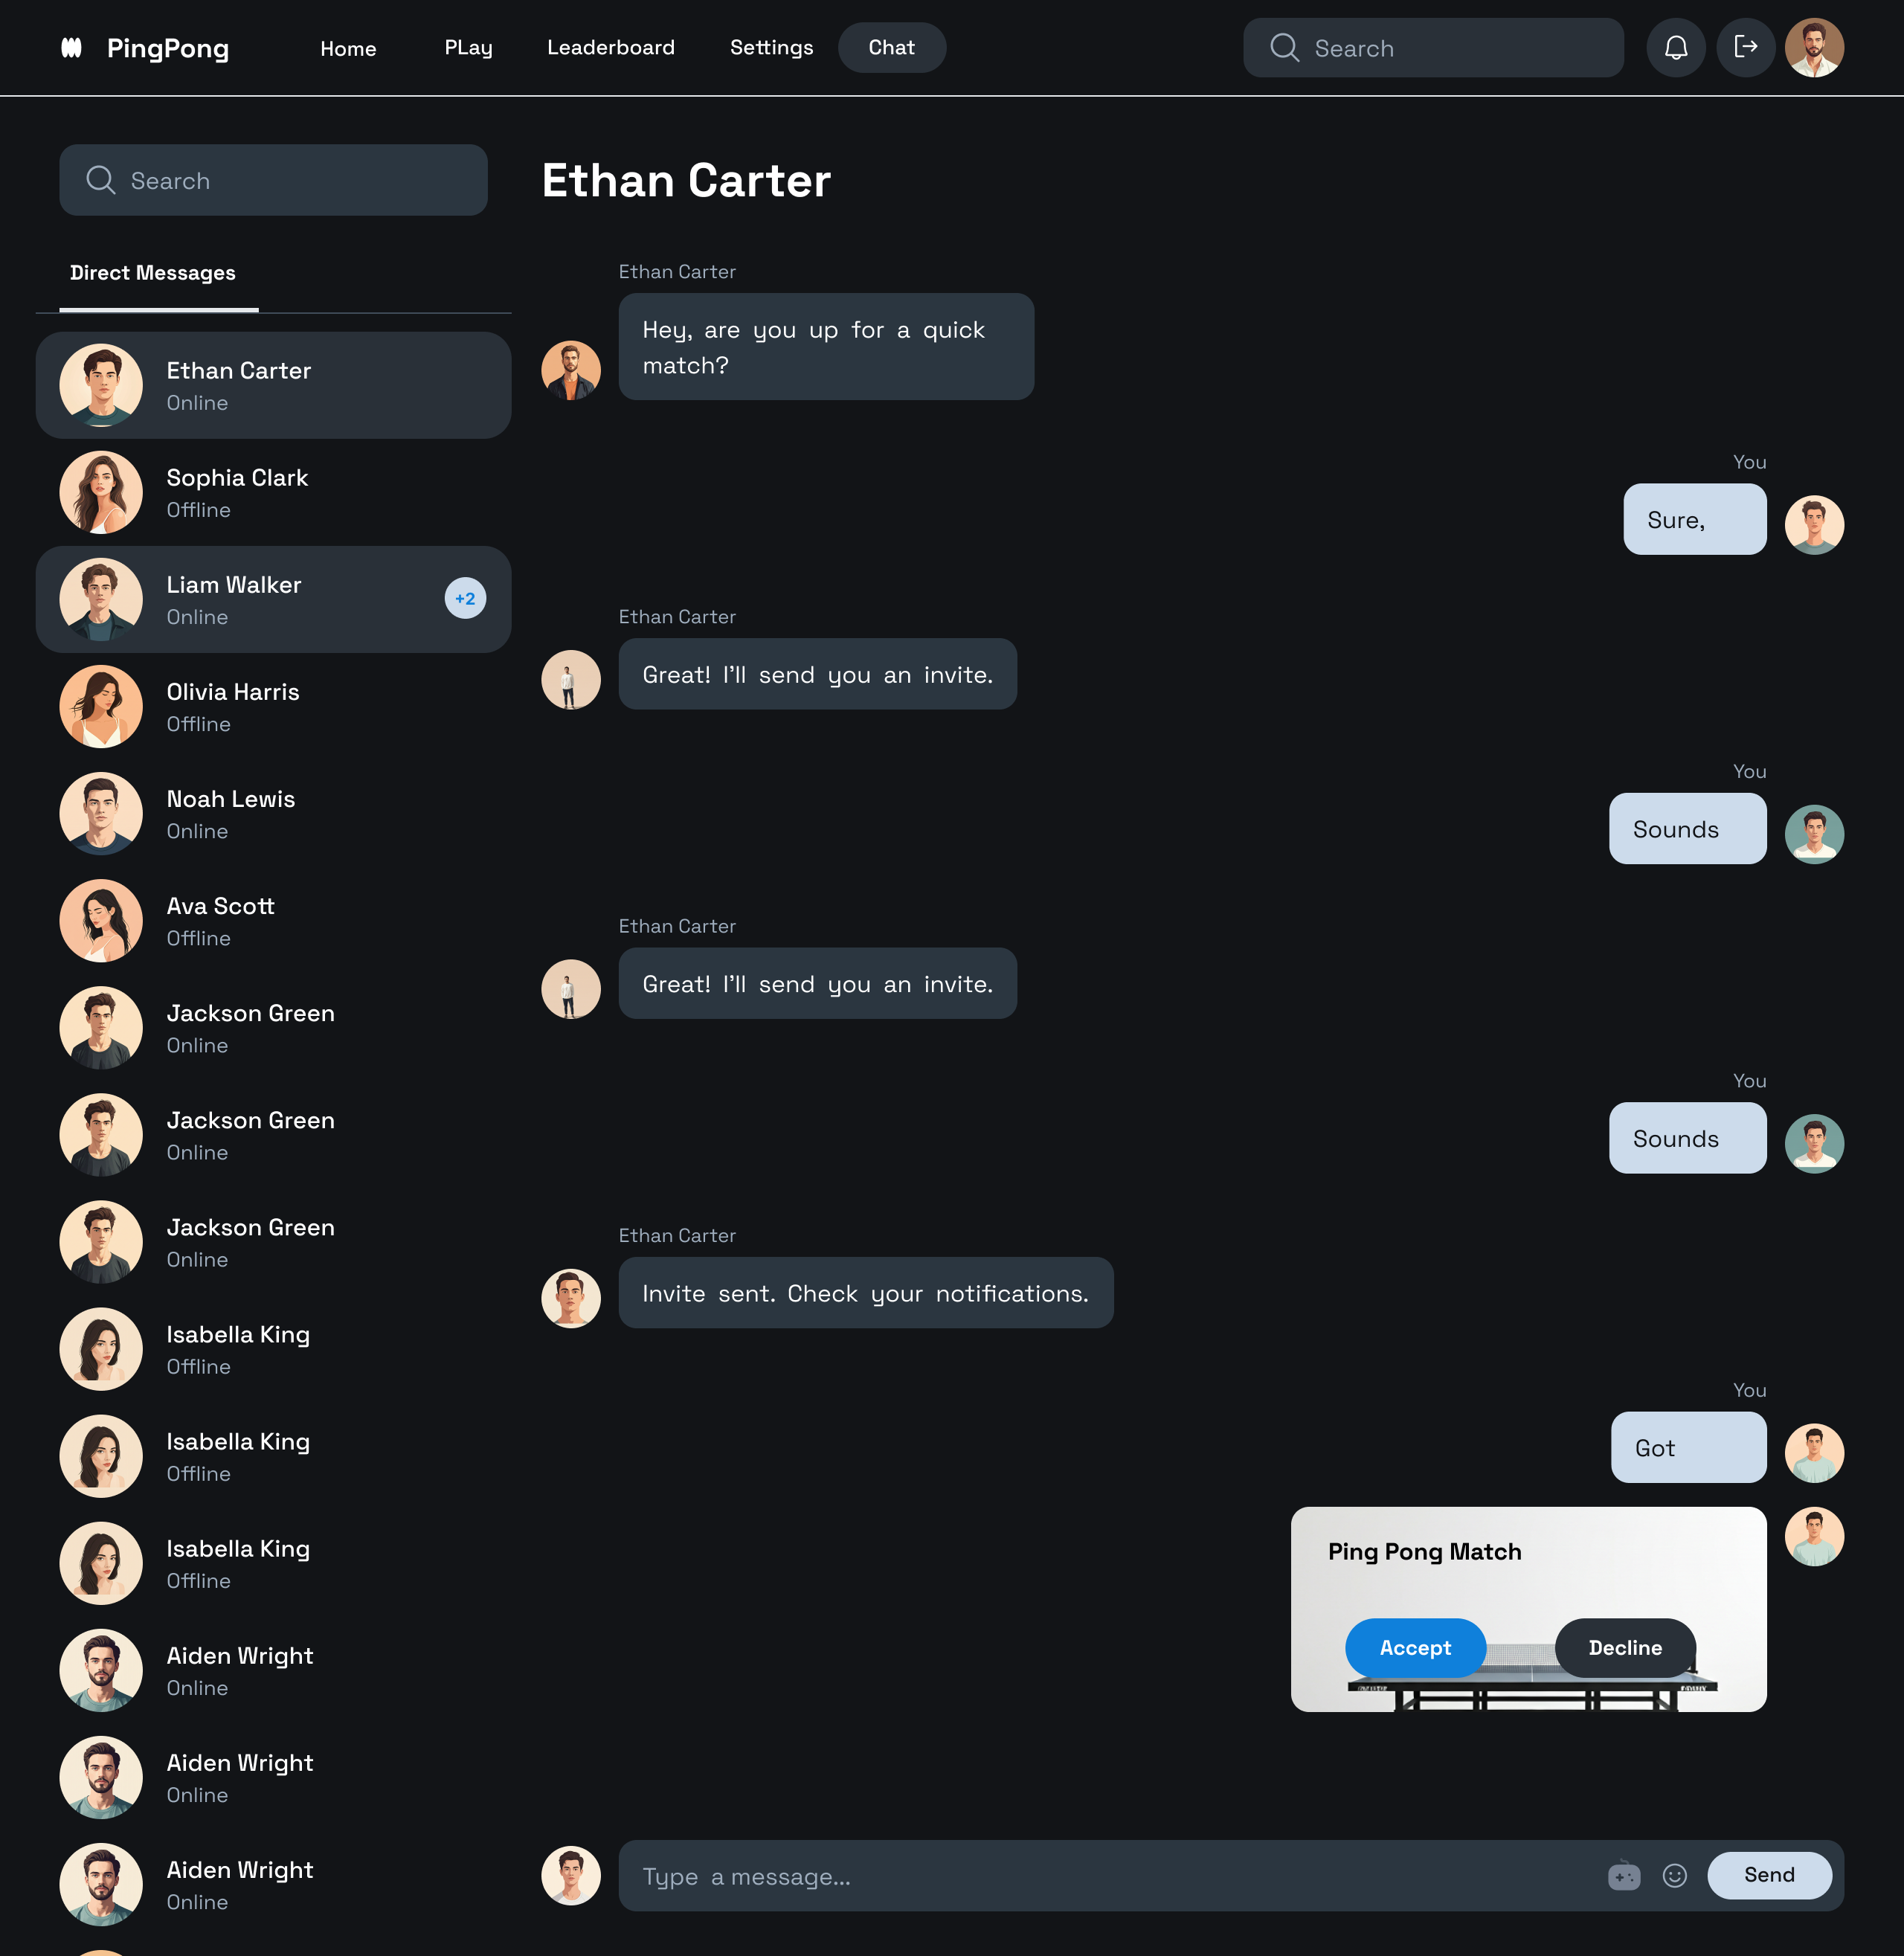 PingPong
Home
PLay
Leaderboard
Settings
Chat
Search
Search
Direct Messages
Ethan Carter
Online
Sophia Clark
Offline
Liam Walker
Online
+2
Olivia Harris
Offline
Noah Lewis
Online
Ava Scott
Offline
Jackson Green
Online
Jackson Green
Online
Jackson Green
Online
Isabella King
Offline
Isabella King
Offline
Isabella King
Offline
Aiden Wright
Online
Aiden Wright
Online
Aiden Wright
Online
Ethan Carter
Ethan Carter
Hey, are you up for a quick
match?
You
Sure,
Ethan Carter
Great! I’ll send you an invite.
You
Sounds
Ethan Carter
Great! I’ll send you an invite.
You
Sounds
Ethan Carter
Invite sent. Check your notifications.
You
Got
Ping Pong Match
Accept
Decline
Type a message...
Send